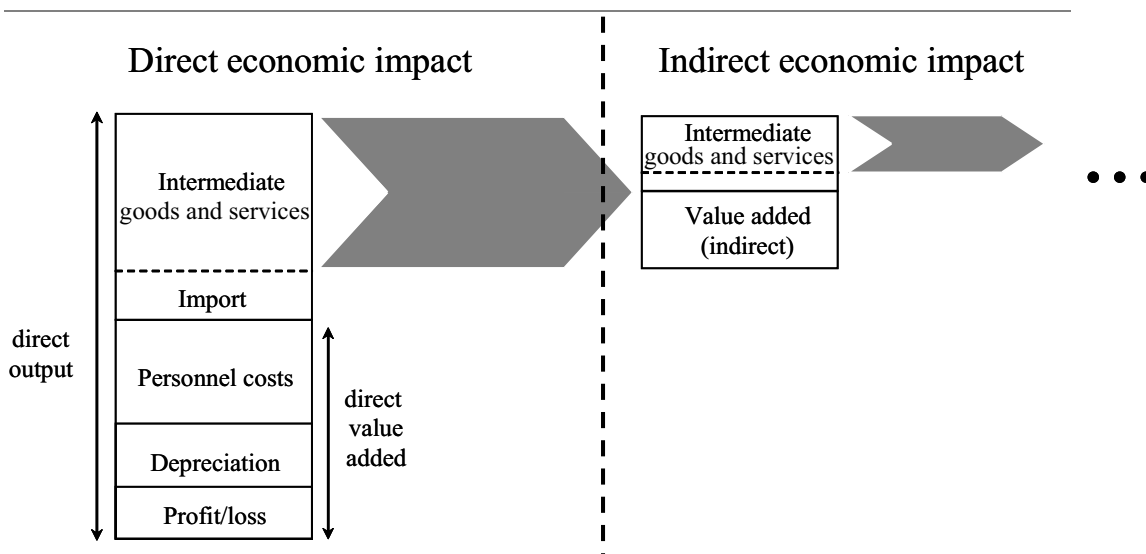 Direct economic impact
Indirect economic impact
Intermediate
goods and services
Import
Personnel costs
Depreciation
Profit/loss
direct
output
direct
value
added
Intermediate
goods and services
Value added
(indirect)